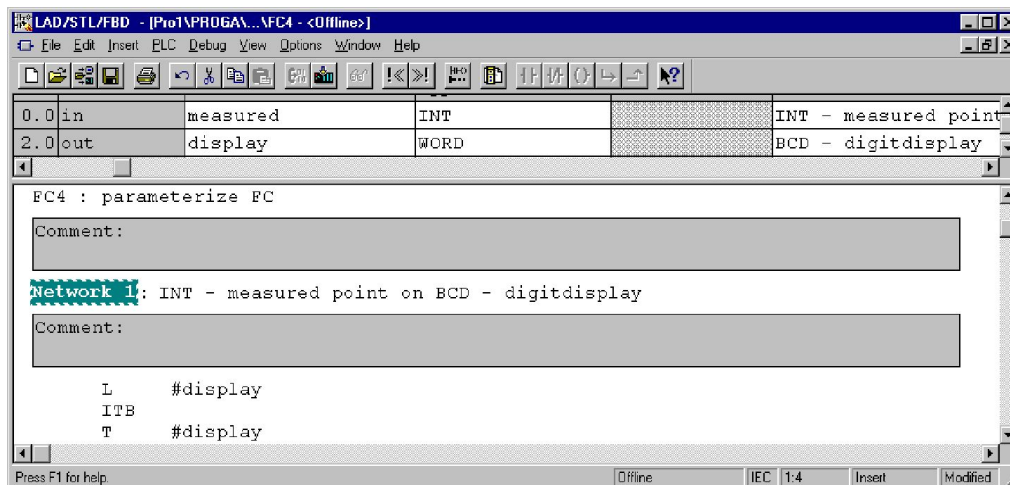 LAD/STL/FBD - [Pro1\PROGA\...\FC4 - <Offline>]
File Edit Insert PLC Debug View Options Window Help
0.0 in measured INT INT - measured point
2.0 out display WORD BCD - digitdisplay
FC4 : parameterize FC
Comment:
Network 1: INT - measured point on BCD - digitdisplay
Comment:
L #display
ITB
T #display
Press F1 for help. Offline IEC 1:4 Insert Modified